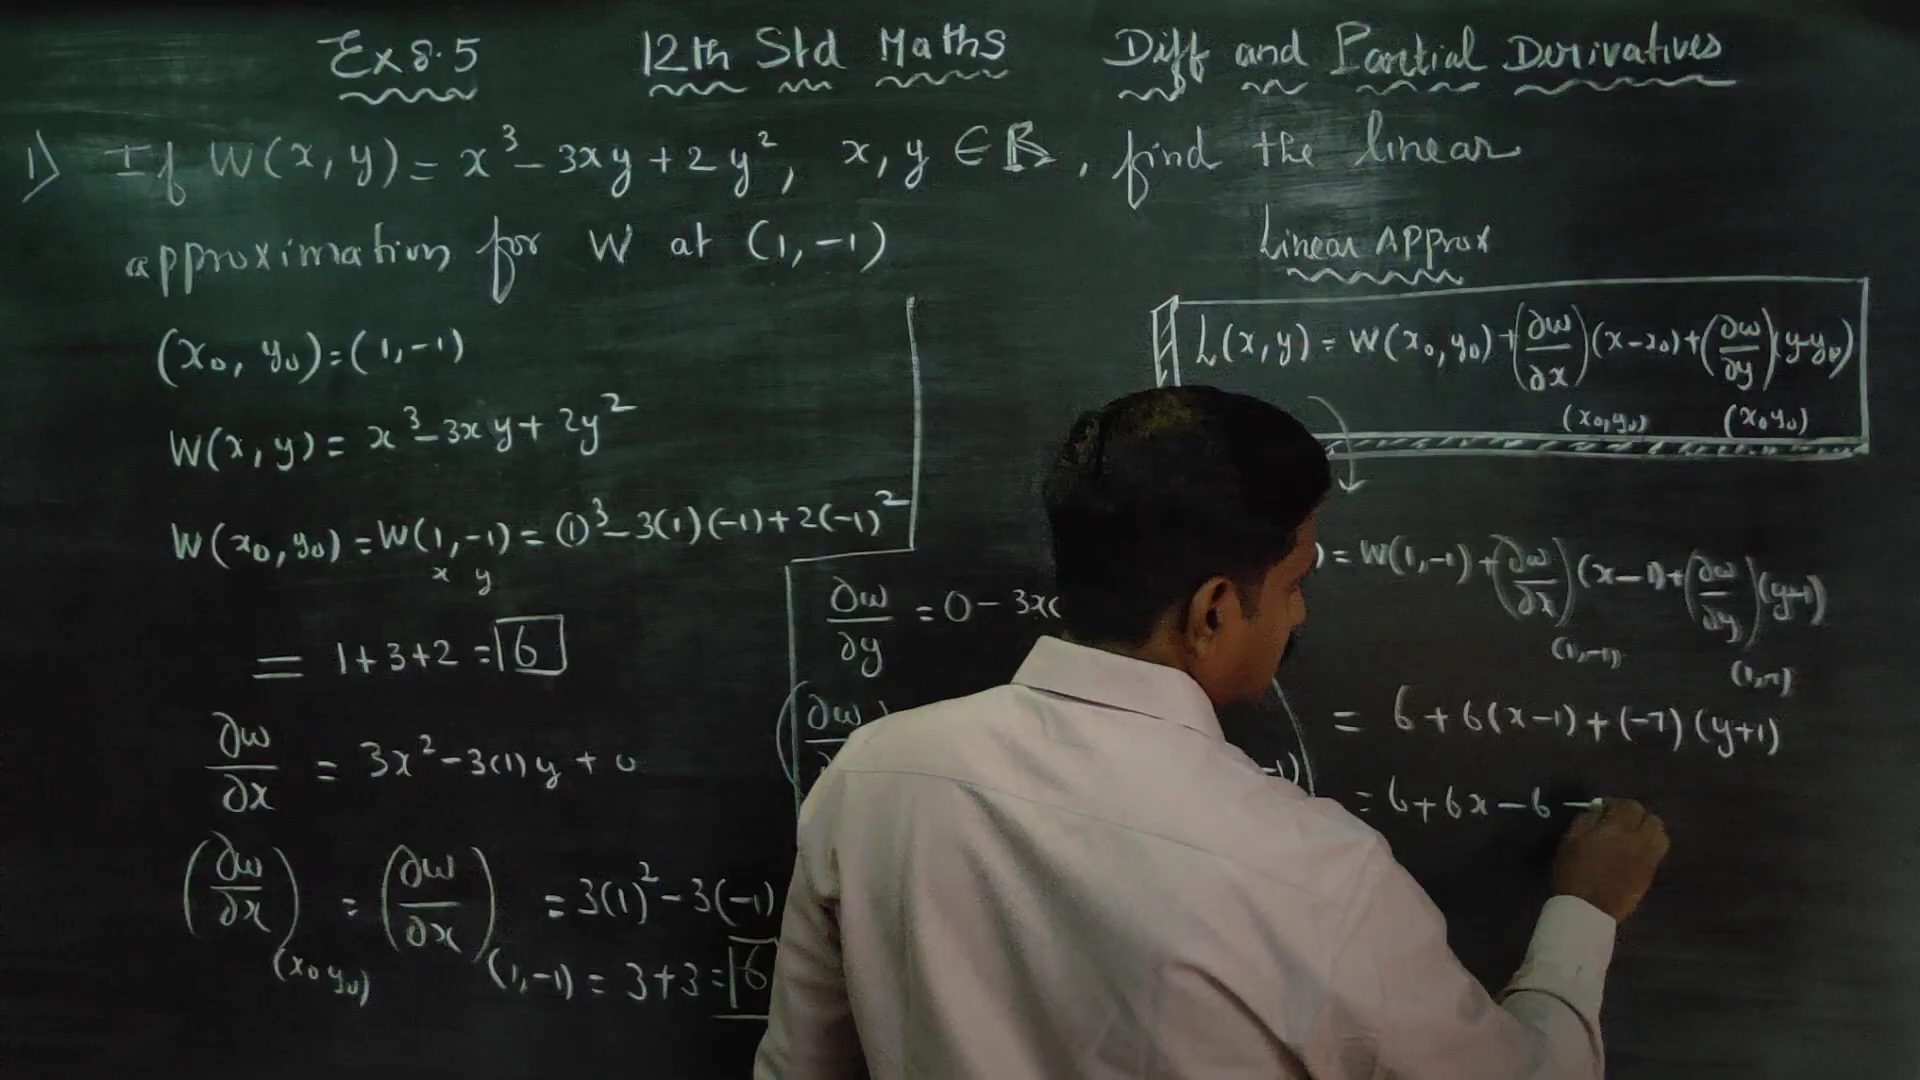 Ex 8.5 12th Std Maths Diff and Partial Derivatives
1) If W(x, y) = x³ - 3xy + 2y², x, y ∈ ℝ, find the linear
approximation for W at (1, -1)
(x₀, y₀) = (1, -1)
W(x, y) = x³ - 3xy + 2y²
W(x₀, y₀) = W(1, -1) = (1)³ - 3(1)(-1) + 2(-1)²
x y
= 1 + 3 + 2 = 6
∂w/∂x = 3x² - 3(1)y + 0
(∂w/∂x)(x₀ y₀) = (∂w/∂x)(1, -1) = 3(1)² - 3(-1)
= 3 + 3 = 6
∂w/∂y = 0 - 3x(
(∂w
-1)
Linear Approx
L(x, y) = W(x₀, y₀) + (∂w/∂x)(x₀, y₀) (x - x₀) + (∂w/∂y)(x₀ y₀) (y - y₀)
) = W(1, -1) + (∂w/∂x)(1, -1) (x - 1) + (∂w/∂y)(1, -1) (y+1)
= 6 + 6(x - 1) + (-7)(y+1)
= 6 + 6x - 6 -